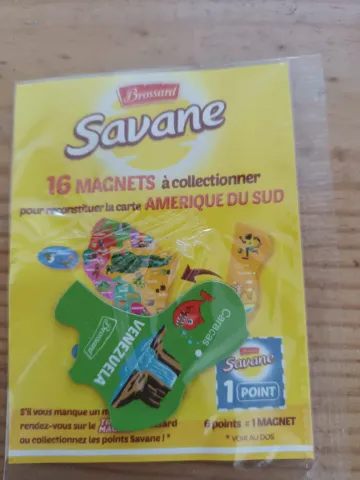 Brossard
Savane
16 MAGNETS à collectionner
pour reconstituer la carte AMERIQUE DU SUD
Caracas
Brossard
VENEZUELA
Brossard
Savane
1 POINT
S'il vous manque un
rendez-vous sur le
ou collectionnez les points Savane ! *
6 points = 1 MAGNET
* VOIR AU DOS